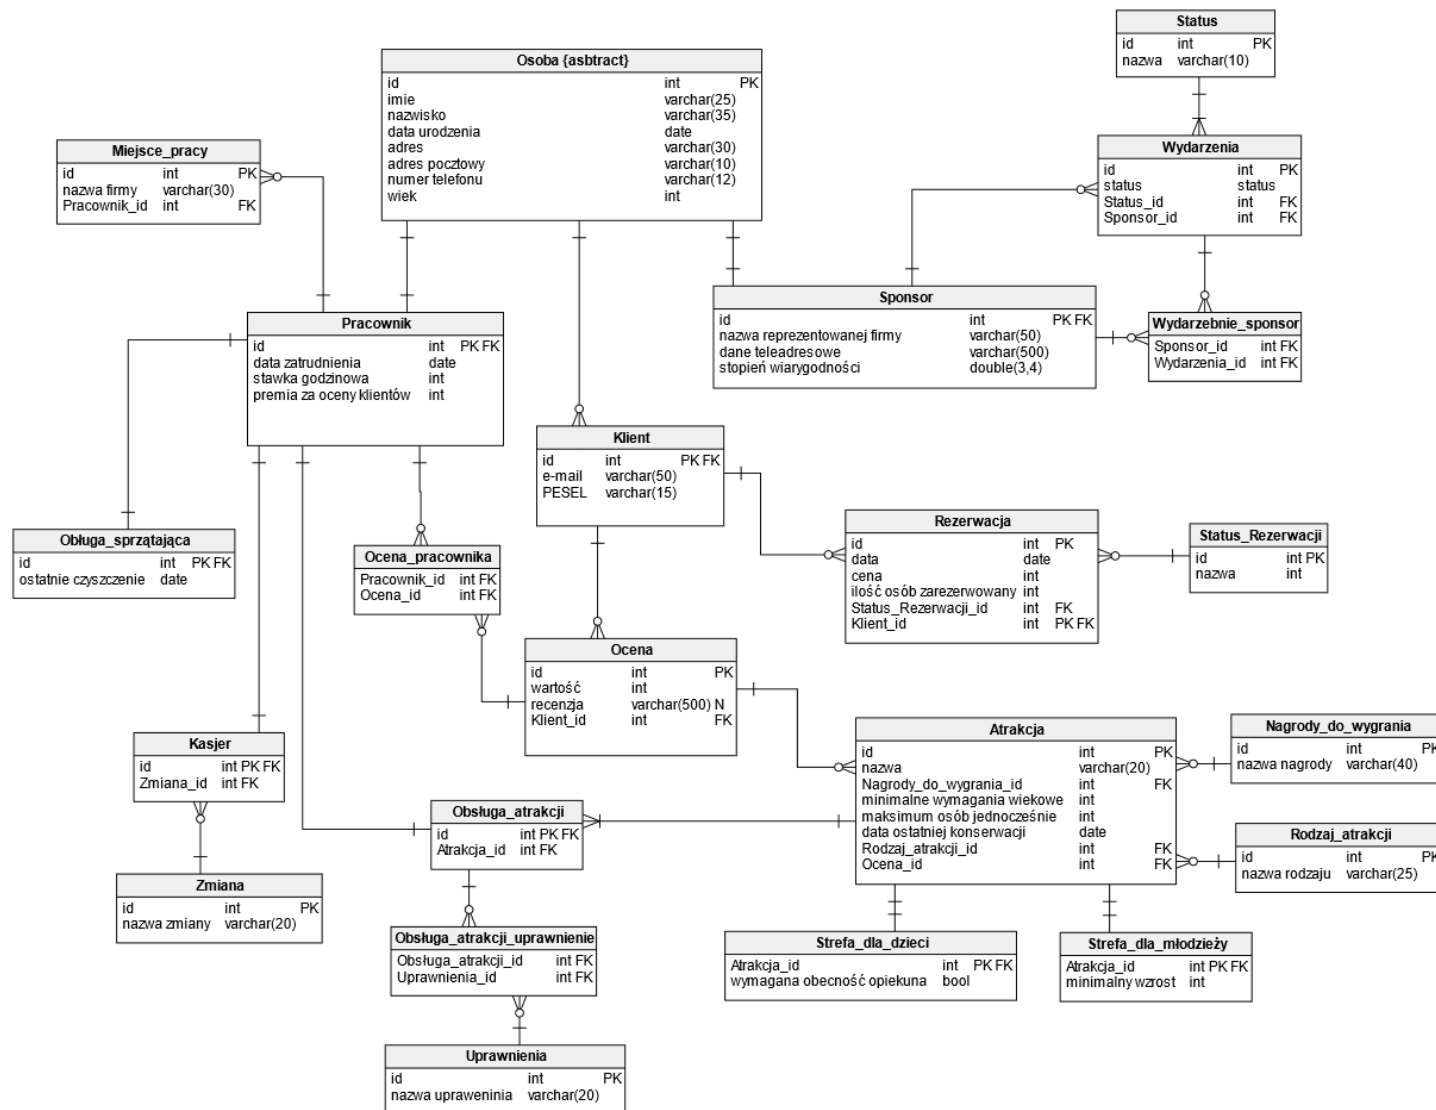 Status
id int PK
nazwa varchar(10)
Osoba {asbtract}
id int PK
imie varchar(25)
nazwisko varchar(35)
data urodzenia date
adres varchar(30)
adres pocztowy varchar(10)
numer telefonu varchar(12)
wiek int
Miejsce_pracy
id int PK
nazwa firmy varchar(30)
Pracownik_id int FK
Wydarzenia
id int PK
status status
Status_id int FK
Sponsor_id int FK
Sponsor
id int PK FK
nazwa reprezentowanej firmy varchar(50)
dane teleadresowe varchar(500)
stopień wiarygodności double(3,4)
Wydarzebnie_sponsor
Sponsor_id int FK
Wydarzenia_id int FK
Pracownik
id int PK FK
data zatrudnienia date
stawka godzinowa int
premia za oceny klientów int
Klient
id int PK FK
e-mail varchar(50)
PESEL varchar(15)
Obługa_sprzątająca
id int PK FK
ostatnie czyszczenie date
Ocena_pracownika
Pracownik_id int FK
Ocena_id int FK
Rezerwacja
id int PK
data date
cena int
ilość osób zarezerwowany int
Status_Rezerwacji_id int FK
Klient_id int PK FK
Status_Rezerwacji
id int PK
nazwa int
Ocena
id int PK
wartość int
recenzja varchar(500) N
Klient_id int FK
Kasjer
id int PK FK
Zmiana_id int FK
Atrakcja
id int PK
nazwa varchar(20)
Nagrody_do_wygrania_id int FK
minimalne wymagania wiekowe int
maksimum osób jednocześnie int
data ostatniej konserwacji date
Rodzaj_atrakcji_id int FK
Ocena_id int FK
Nagrody_do_wygrania
id int PK
nazwa nagrody varchar(40)
Obsługa_atrakcji
id int PK FK
Atrakcja_id int FK
Rodzaj_atrakcji
id int PK
nazwa rodzaju varchar(25)
Zmiana
id int PK
nazwa zmiany varchar(20)
Obsługa_atrakcji_uprawnienie
Obsługa_atrakcji_id int FK
Uprawnienia_id int FK
Strefa_dla_dzieci
Atrakcja_id int PK FK
wymagana obecność opiekuna bool
Strefa_dla_młodzieży
Atrakcja_id int PK FK
minimalny wzrost int
Uprawnienia
id int PK
nazwa upraweninia varchar(20)